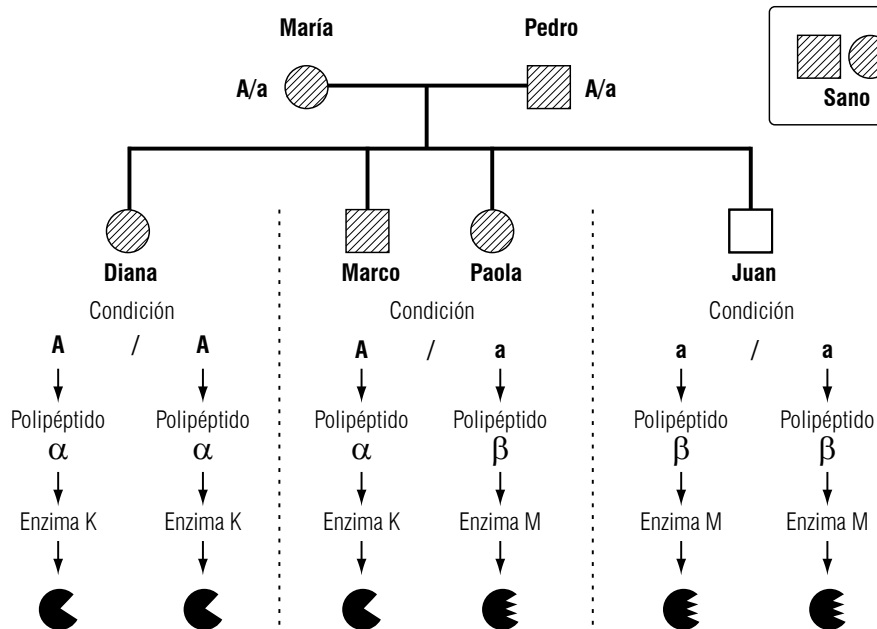 María Pedro
A/a A/a
Sano
Diana Marco Paola Juan
Condición Condición Condición
A / A A / a a / a
Polipéptido Polipéptido Polipéptido Polipéptido Polipéptido Polipéptido
α α α β β β
Enzima K Enzima K Enzima K Enzima M Enzima M Enzima M